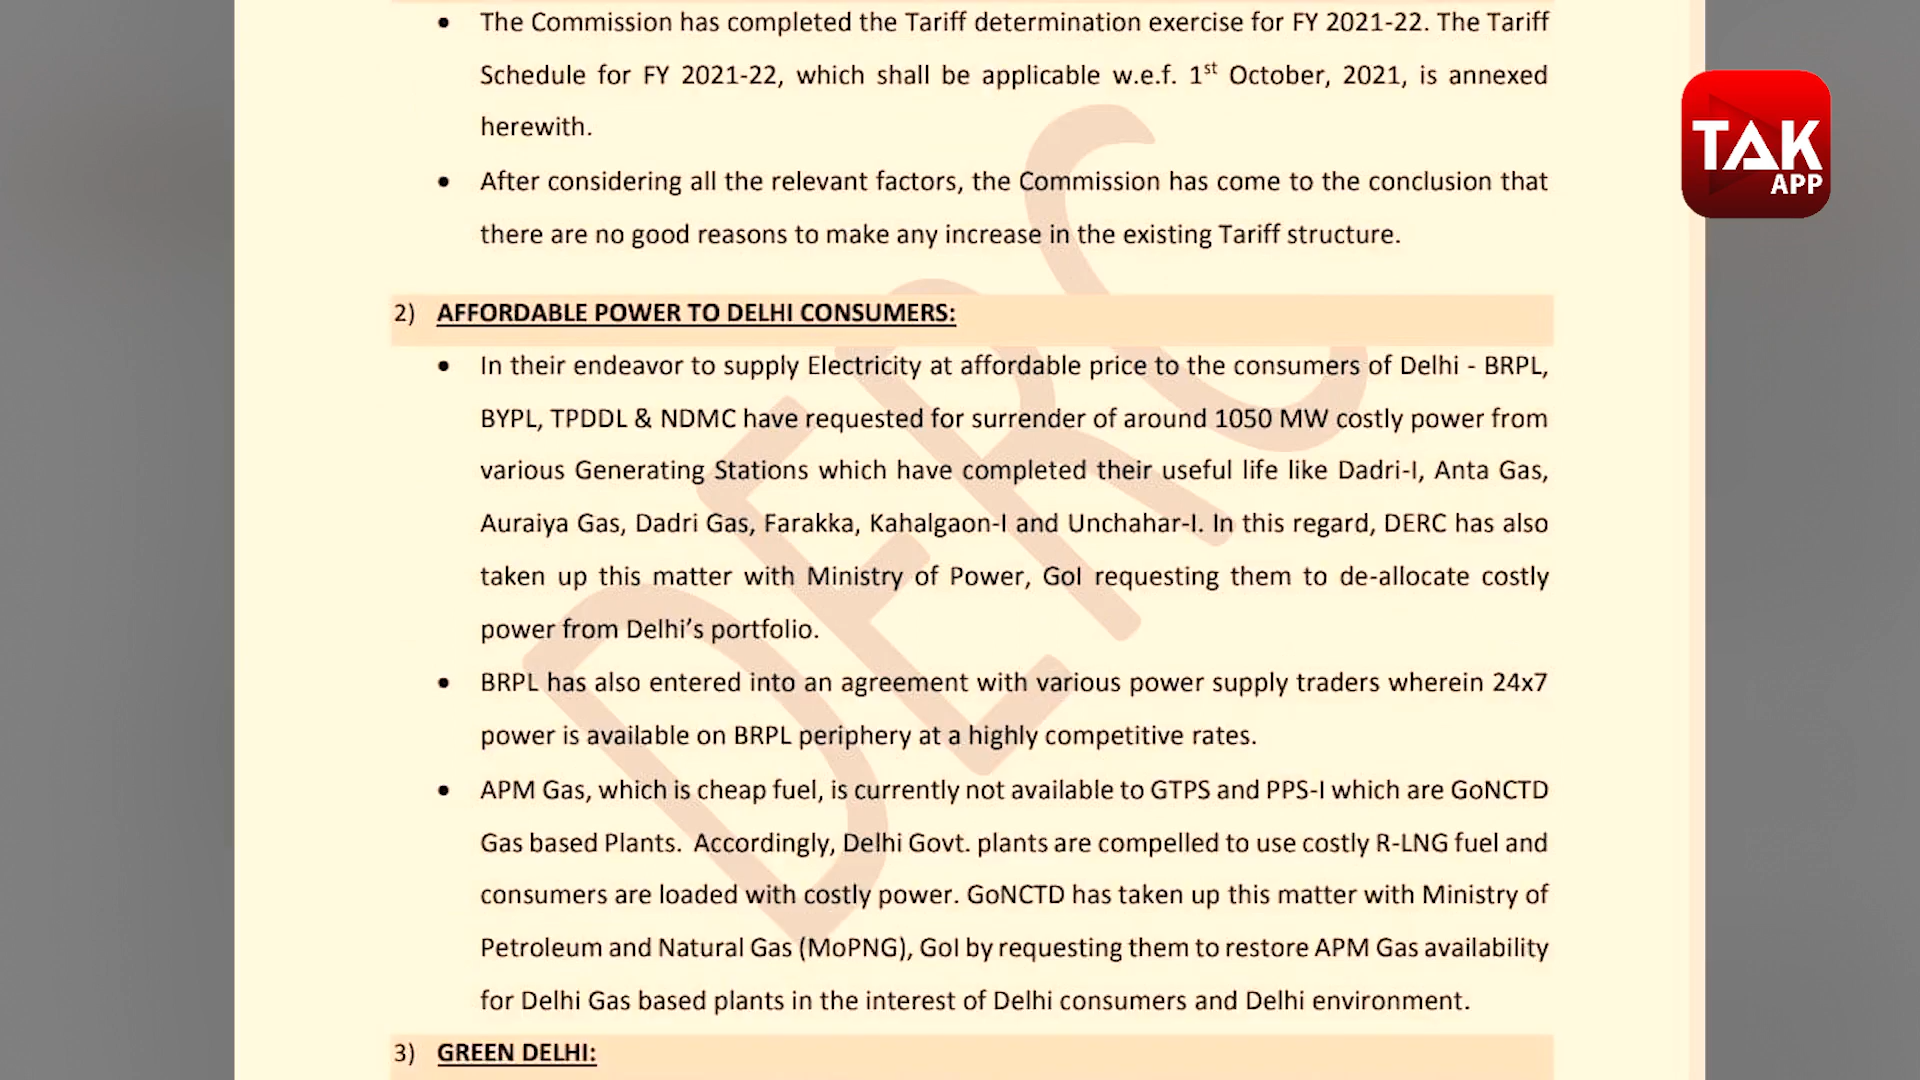 • The Commission has completed the Tariff determination exercise for FY 2021-22. The Tariff
Schedule for FY 2021-22, which shall be applicable w.e.f. 1st October, 2021, is annexed
herewith.
• After considering all the relevant factors, the Commission has come to the conclusion that
there are no good reasons to make any increase in the existing Tariff structure.
2) AFFORDABLE POWER TO DELHI CONSUMERS:
• In their endeavor to supply Electricity at affordable price to the consumers of Delhi - BRPL,
BYPL, TPDDL & NDMC have requested for surrender of around 1050 MW costly power from
various Generating Stations which have completed their useful life like Dadri-I, Anta Gas,
Auraiya Gas, Dadri Gas, Farakka, Kahalgaon-I and Unchahar-I. In this regard, DERC has also
taken up this matter with Ministry of Power, GoI requesting them to de-allocate costly
power from Delhi’s portfolio.
• BRPL has also entered into an agreement with various power supply traders wherein 24x7
power is available on BRPL periphery at a highly competitive rates.
• APM Gas, which is cheap fuel, is currently not available to GTPS and PPS-I which are GoNCTD
Gas based Plants. Accordingly, Delhi Govt. plants are compelled to use costly R-LNG fuel and
consumers are loaded with costly power. GoNCTD has taken up this matter with Ministry of
Petroleum and Natural Gas (MoPNG), GoI by requesting them to restore APM Gas availability
for Delhi Gas based plants in the interest of Delhi consumers and Delhi environment.
3) GREEN DELHI:
DERC
TAK
APP